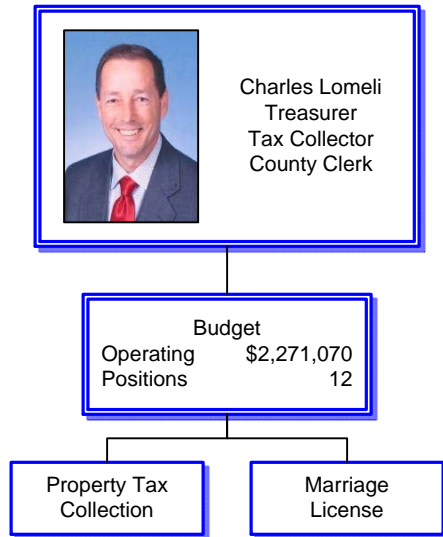 Charles Lomeli
Treasurer
Tax Collector
County Clerk
Budget
Operating $2,271,070
Positions 12
Property Tax
Collection
Marriage
License